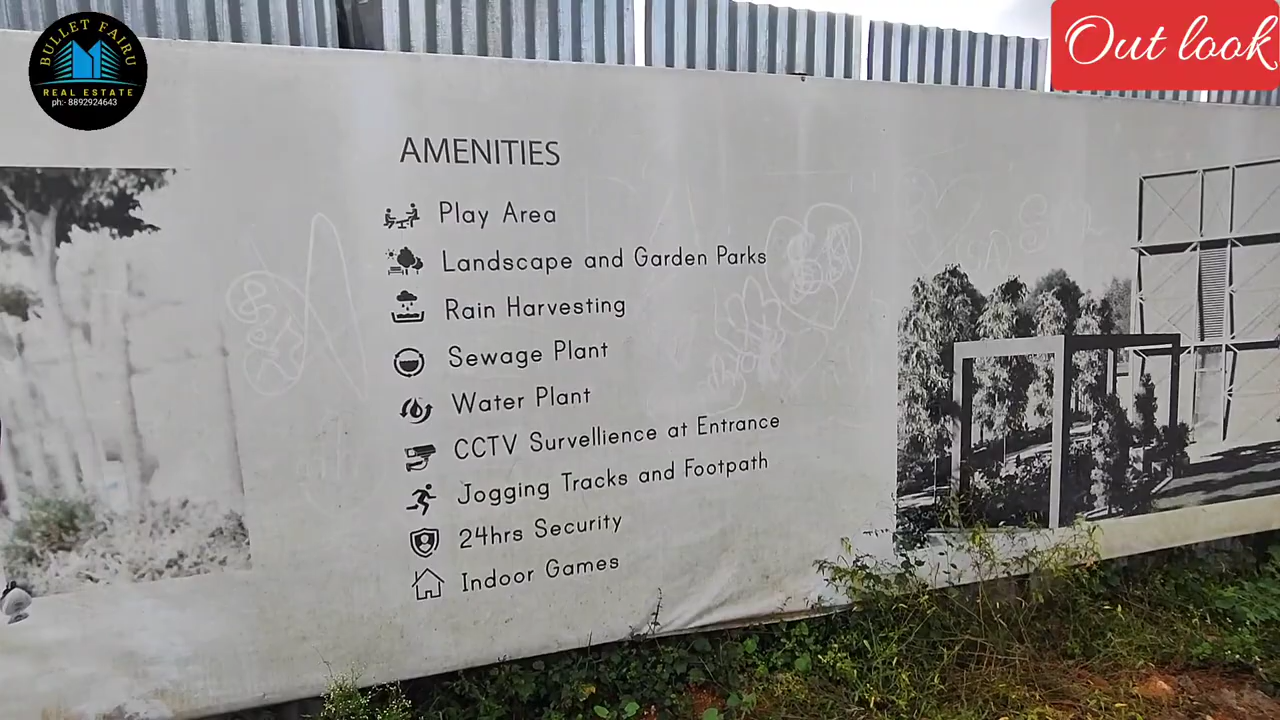 BULLET FAIRU
REAL ESTATE
ph:- 8892924643
Out look
AMENITIES
Play Area
Landscape and Garden Parks
Rain Harvesting
Sewage Plant
Water Plant
CCTV Survellience at Entrance
Jogging Tracks and Footpath
24hrs Security
Indoor Games